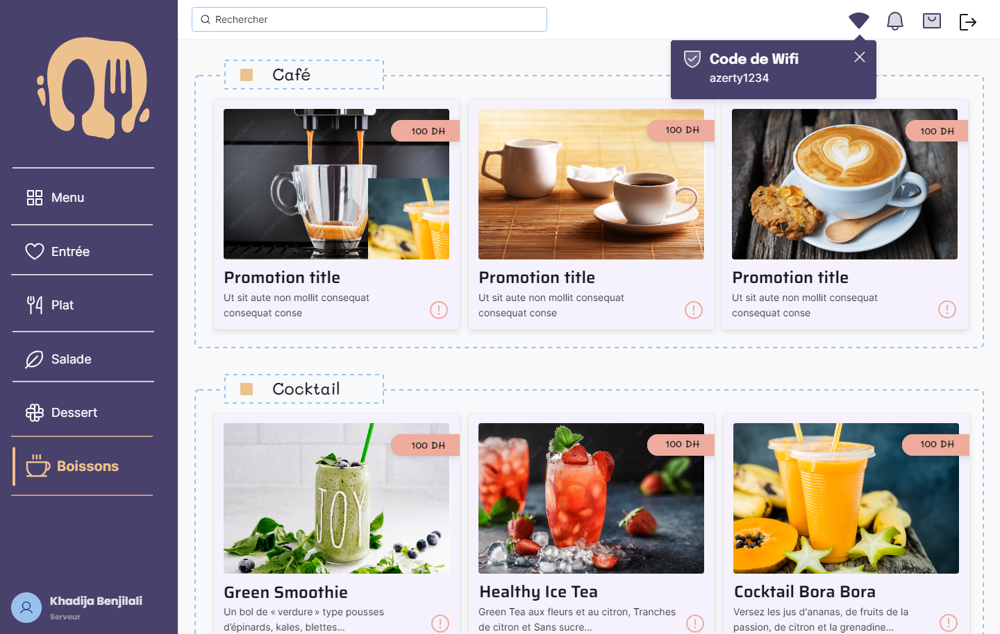 Rechercher
Code de Wifi
azerty1234
Menu
Entrée
Plat
Salade
Dessert
Boissons
Khadija Benjilali
Serveur
Café
100 DH
100 DH
100 DH
Promotion title
Ut sit aute non mollit consequat
consequat conse
Promotion title
Ut sit aute non mollit consequat
consequat conse
Promotion title
Ut sit aute non mollit consequat
consequat conse
Cocktail
100 DH
JOY
100 DH
100 DH
Green Smoothie
Un bol de « verdure » type pousses
d'épinards, kales, blettes...
Healthy Ice Tea
Green Tea aux fleurs et au citron, Tranches
de citron et Sans sucre...
Cocktail Bora Bora
Versez les jus d'ananas, de fruits de la
passion, de citron et la grenadine...